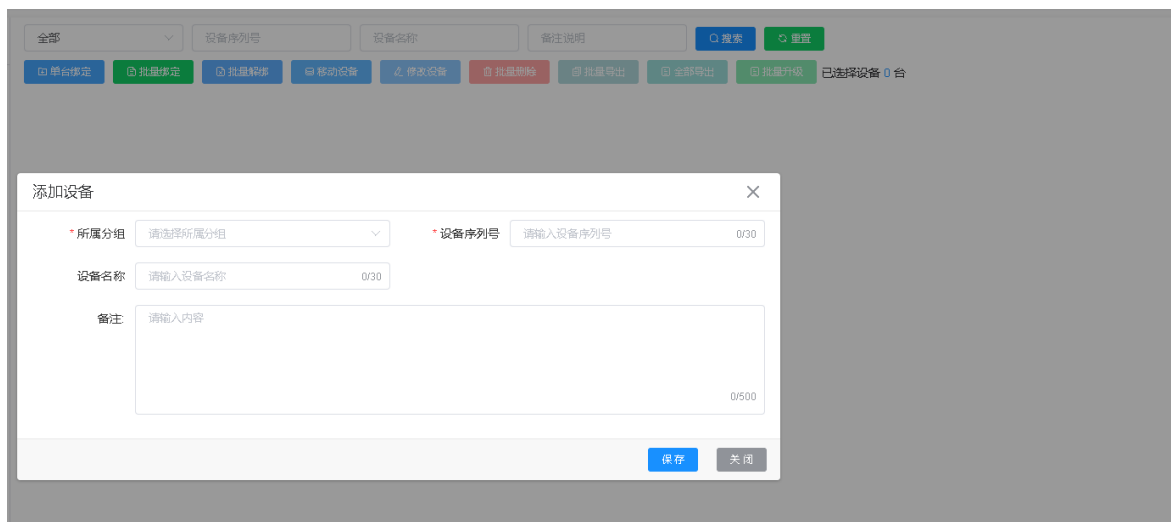 全部 设备序列号 设备名称 备注说明 搜索 重置
单台绑定 批量绑定 批量解绑 移动设备 修改设备 批量删除 批量导出 全部导出 批量升级 已选择设备 0 台
添加设备
* 所属分组 请选择所属分组 * 设备序列号 请输入设备序列号 0/30
设备名称 请输入设备名称 0/30
备注: 请输入内容
0/500
保存 关闭